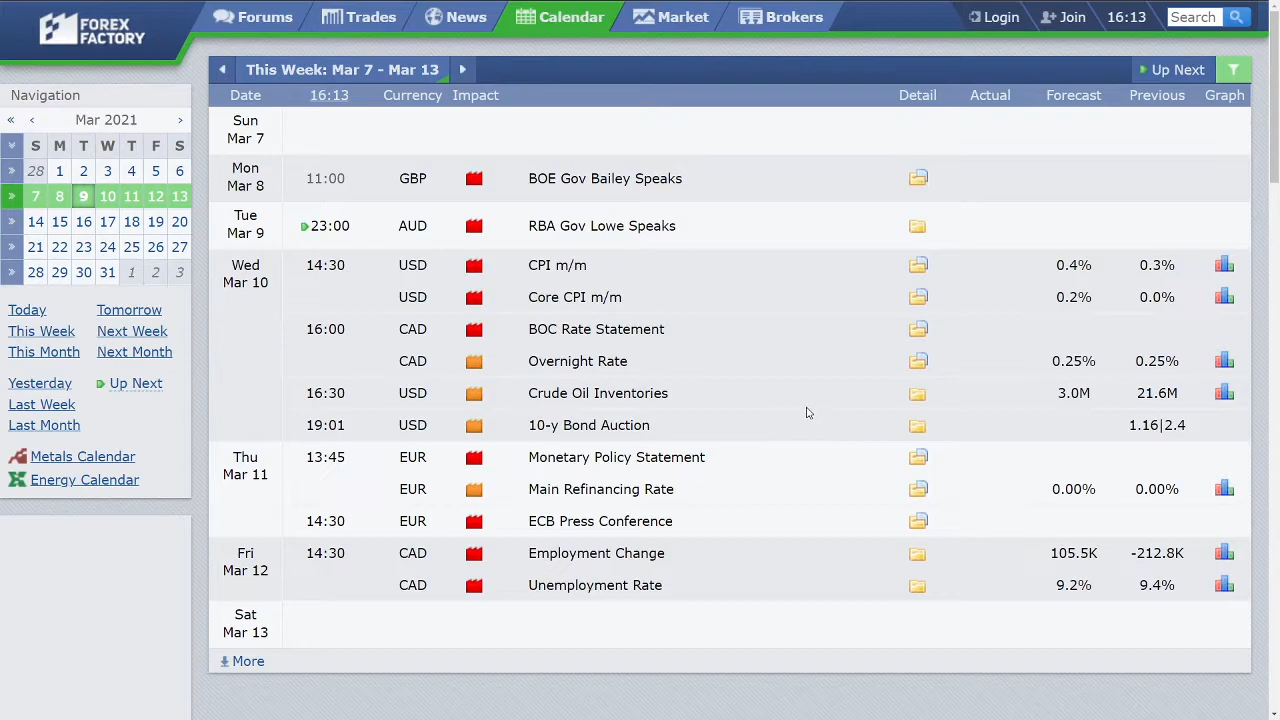 FOREX
FACTORY
Forums Trades News Calendar Market Brokers Login Join 16:13 Search
This Week: Mar 7 - Mar 13 Up Next
Navigation
« ‹ Mar 2021 ›
S M T W T F S
28 1 2 3 4 5 6
7 8 9 10 11 12 13
14 15 16 17 18 19 20
21 22 23 24 25 26 27
28 29 30 31 1 2 3
Today Tomorrow
This Week Next Week
This Month Next Month
Yesterday Up Next
Last Week
Last Month
Metals Calendar
Energy Calendar
Date 16:13 Currency Impact Detail Actual Forecast Previous Graph
Sun
Mar 7
Mon
Mar 8
11:00 GBP BOE Gov Bailey Speaks
Tue
Mar 9
23:00 AUD RBA Gov Lowe Speaks
Wed
Mar 10
14:30 USD CPI m/m 0.4% 0.3%
USD Core CPI m/m 0.2% 0.0%
16:00 CAD BOC Rate Statement
CAD Overnight Rate 0.25% 0.25%
16:30 USD Crude Oil Inventories 3.0M 21.6M
19:01 USD 10-y Bond Auction 1.16|2.4
Thu
Mar 11
13:45 EUR Monetary Policy Statement
EUR Main Refinancing Rate 0.00% 0.00%
14:30 EUR ECB Press Conference
Fri
Mar 12
14:30 CAD Employment Change 105.5K -212.8K
CAD Unemployment Rate 9.2% 9.4%
Sat
Mar 13
More